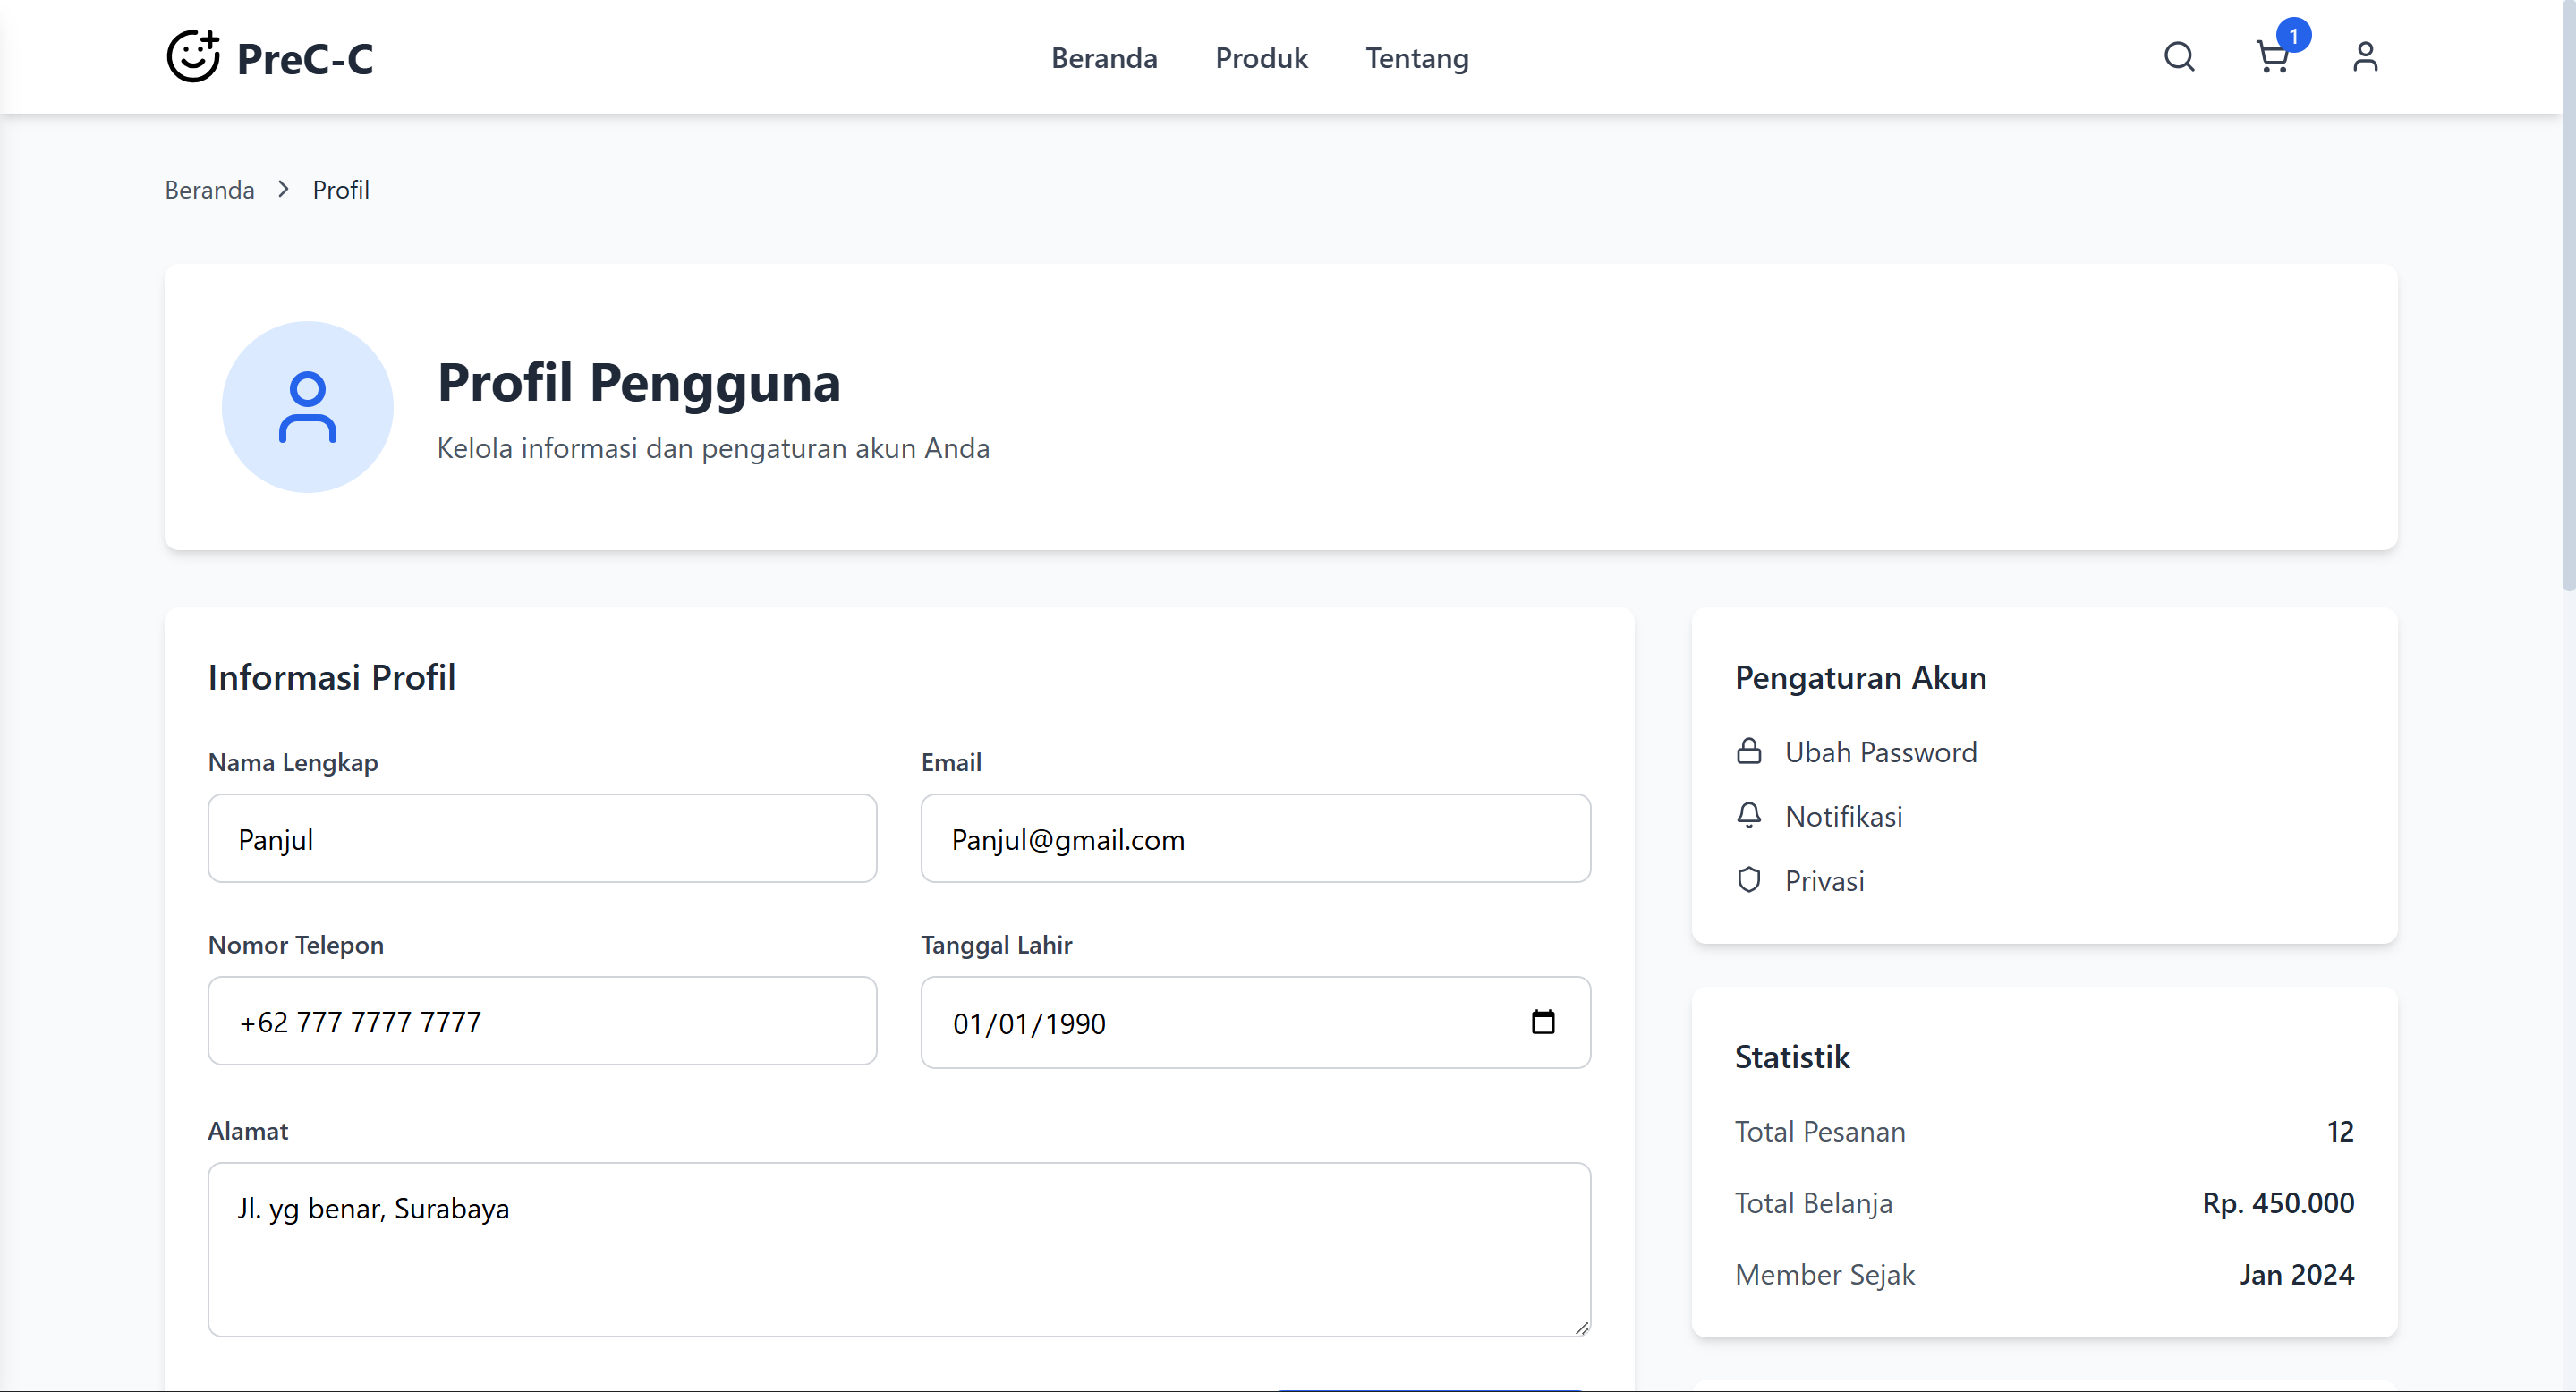 PreC-C
Beranda
Produk
Tentang
1
Beranda
Profil
Profil Pengguna
Kelola informasi dan pengaturan akun Anda
Informasi Profil
Nama Lengkap
Panjul
Email
Panjul@gmail.com
Nomor Telepon
+62 777 7777 7777
Tanggal Lahir
01/01/1990
Alamat
Jl. yg benar, Surabaya
Pengaturan Akun
Ubah Password
Notifikasi
Privasi
Statistik
Total Pesanan 12
Total Belanja Rp. 450.000
Member Sejak Jan 2024